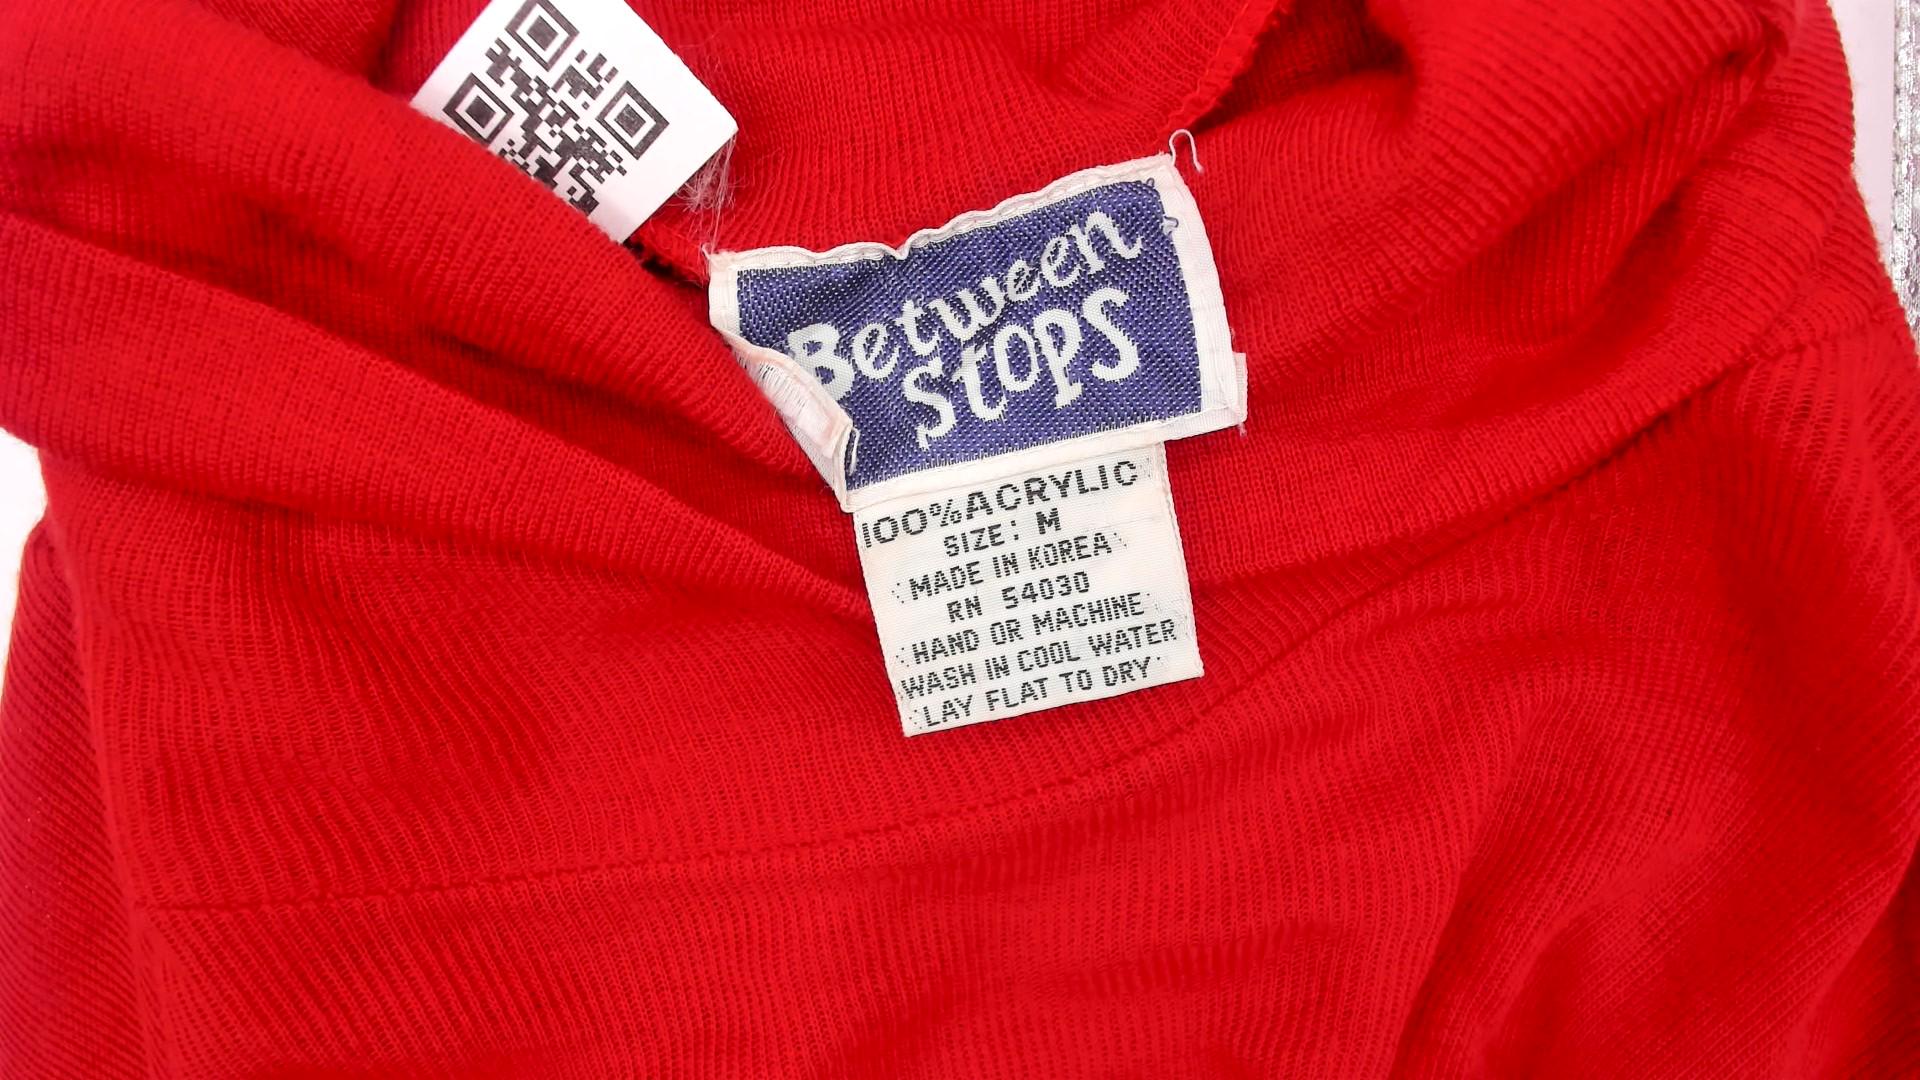 Between
Stops
100% ACRYLIC
SIZE: M
MADE IN KOREA
RN 54030
HAND OR MACHINE
WASH IN COOL WATER
LAY FLAT TO DRY